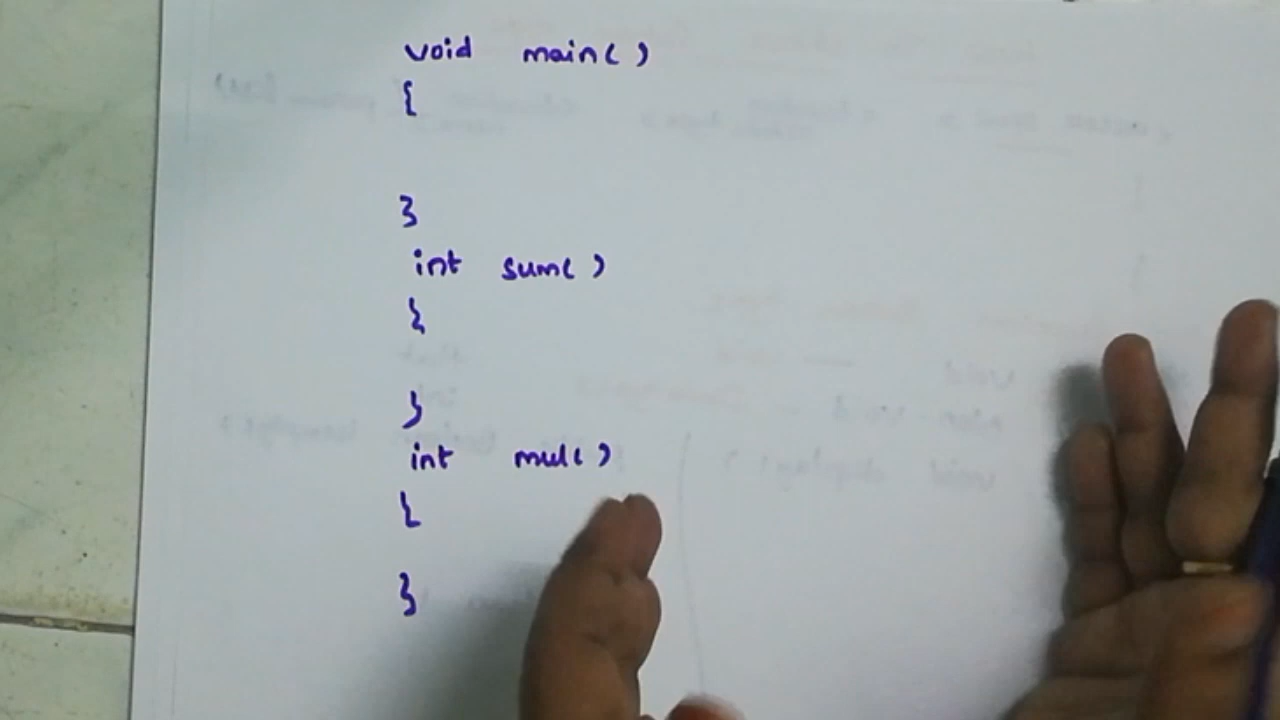 void main()
{
}
int sum()
{
}
int mul()
{
}